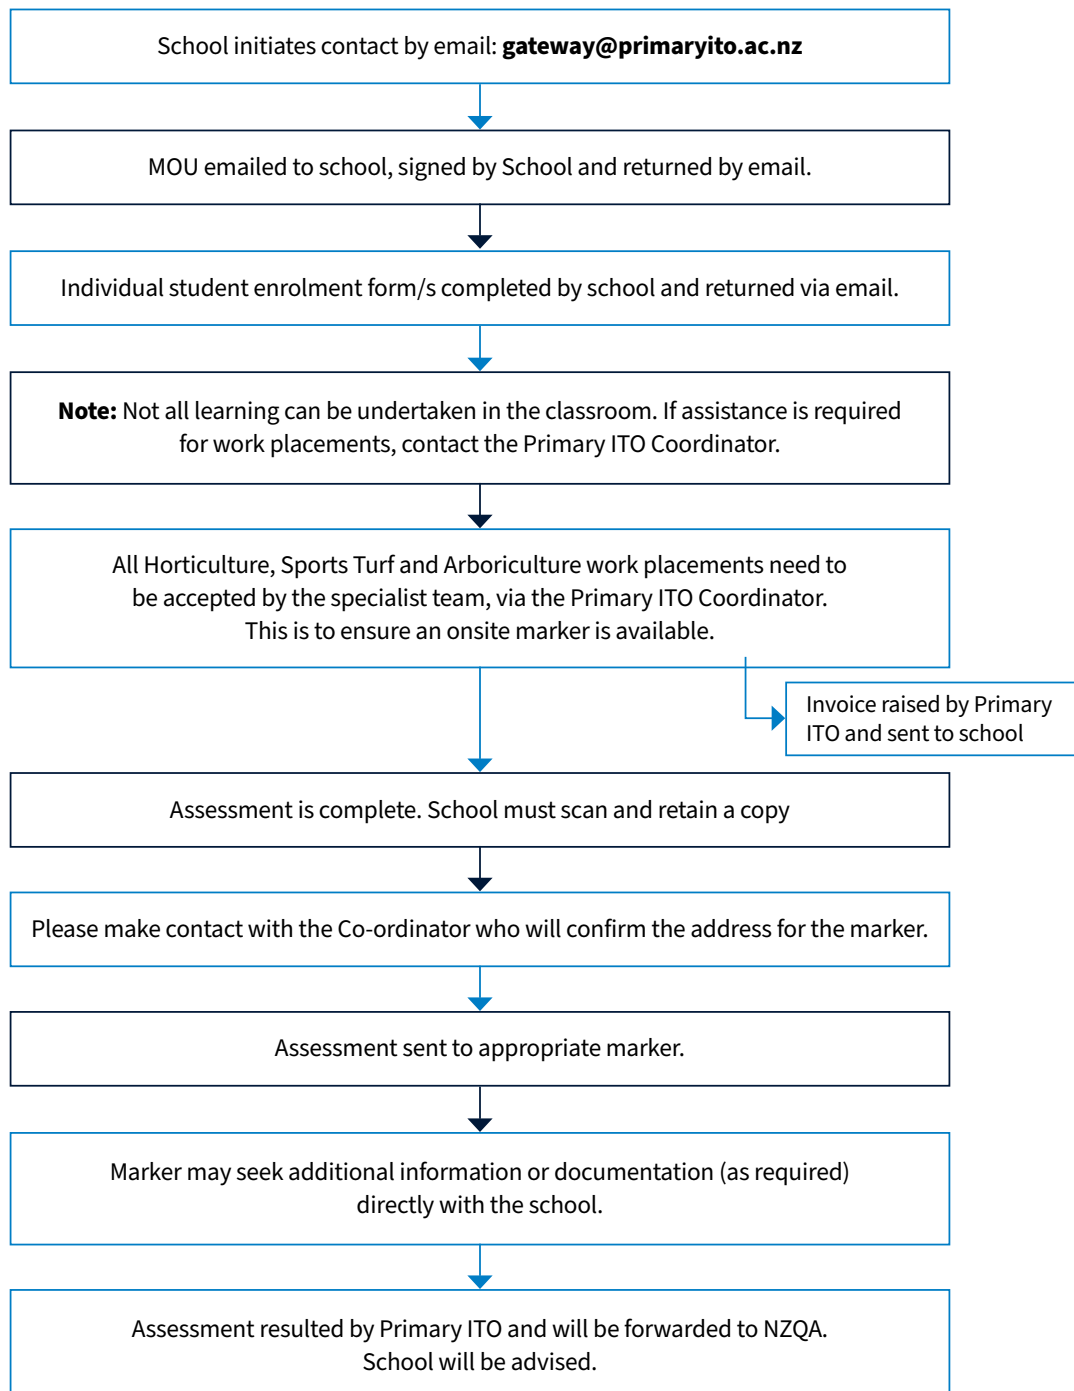 School initiates contact by email: gateway@primaryito.ac.nz
MOU emailed to school, signed by School and returned by email.
Individual student enrolment form/s completed by school and returned via email.
Note: Not all learning can be undertaken in the classroom. If assistance is required
for work placements, contact the Primary ITO Coordinator.
All Horticulture, Sports Turf and Arboriculture work placements need to
be accepted by the specialist team, via the Primary ITO Coordinator.
This is to ensure an onsite marker is available.
Invoice raised by Primary
ITO and sent to school
Assessment is complete. School must scan and retain a copy
Please make contact with the Co-ordinator who will confirm the address for the marker.
Assessment sent to appropriate marker.
Marker may seek additional information or documentation (as required)
directly with the school.
Assessment resulted by Primary ITO and will be forwarded to NZQA.
School will be advised.